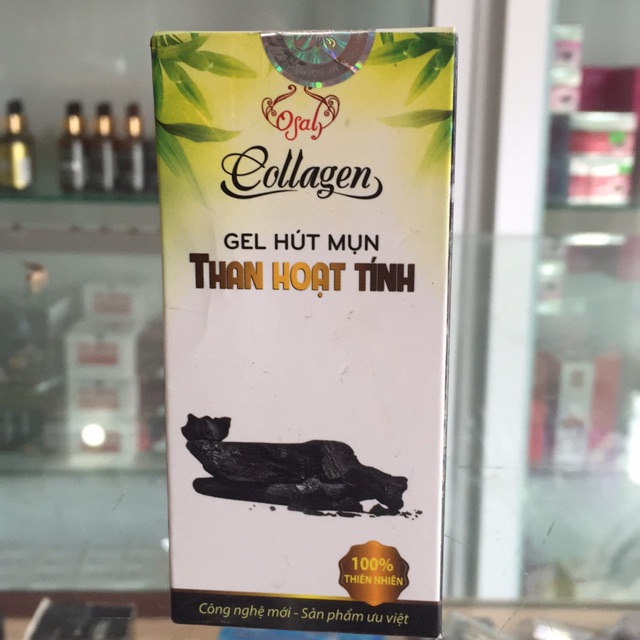 Osaly
Collagen
GEL HÚT MỤN
THAN HOẠT TÍNH
100%
THIÊN NHIÊN
Công nghệ mới - Sản phẩm ưu việt